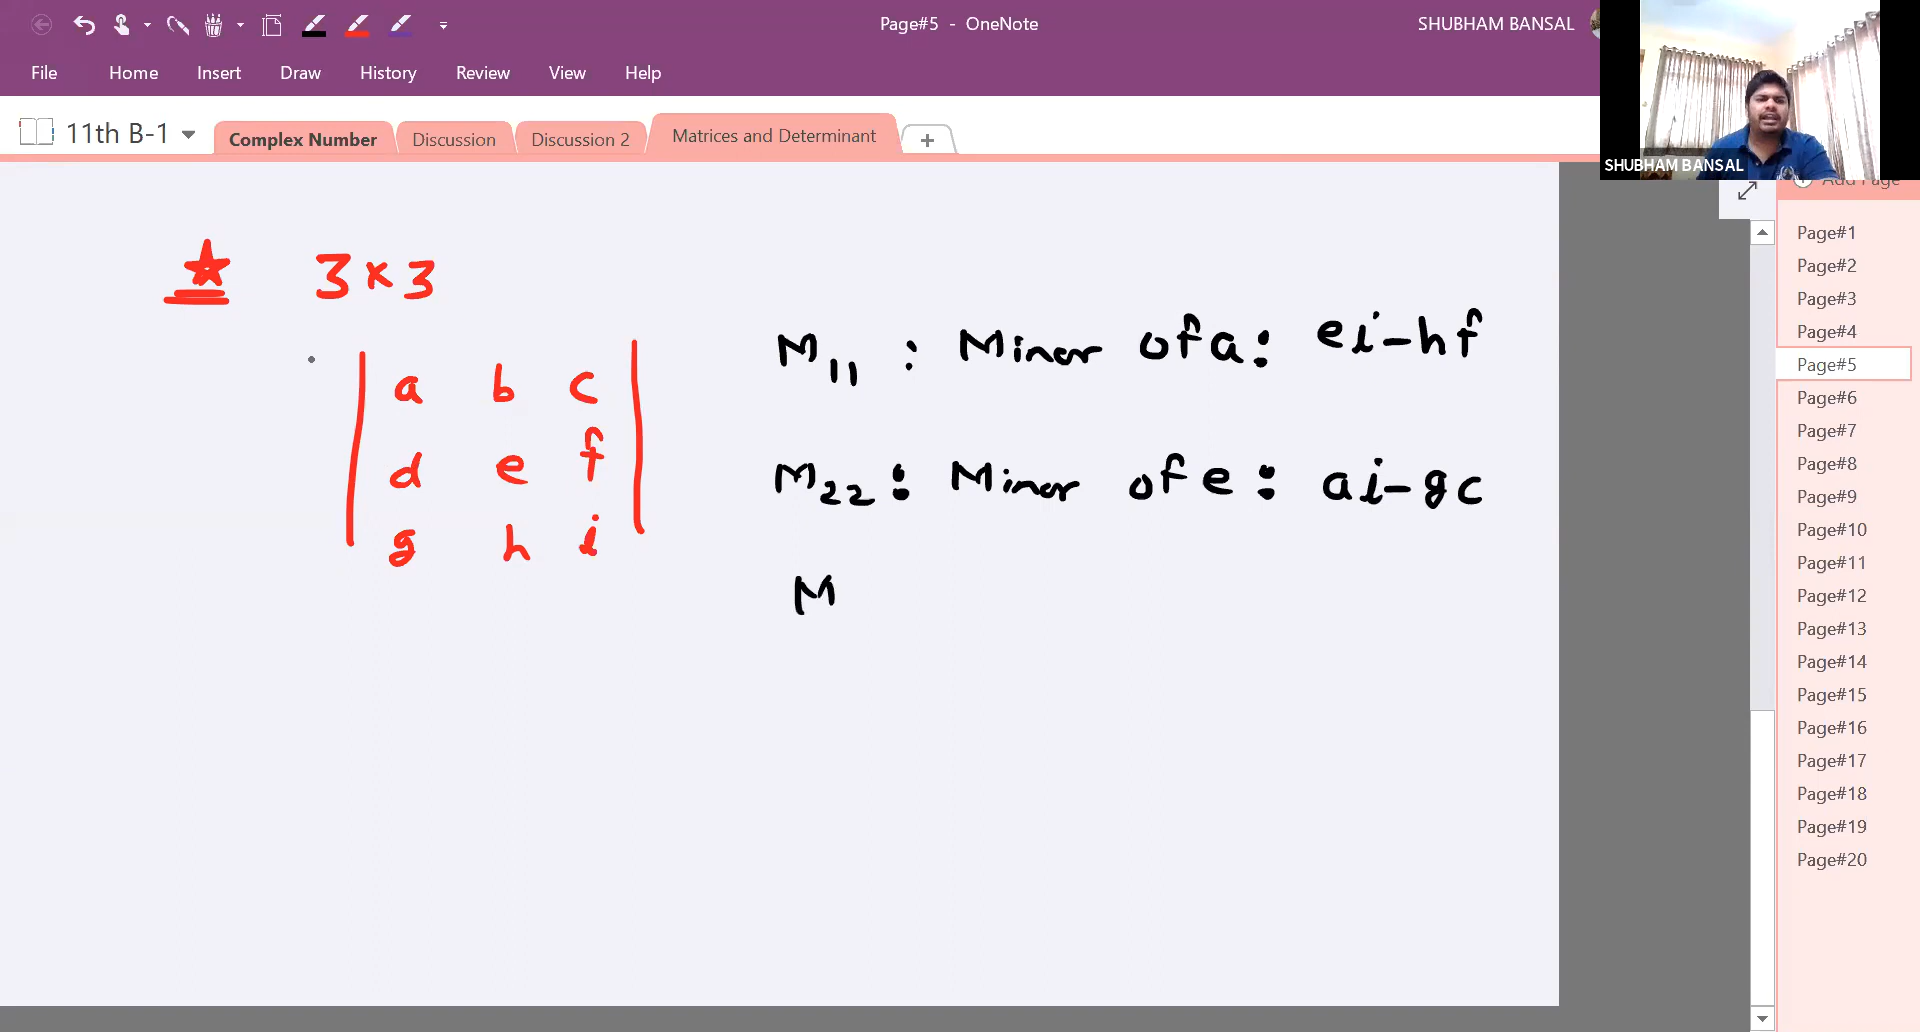 Page#5 - OneNote
SHUBHAM BANSAL
File Home Insert Draw History Review View Help
11th B-1 Complex Number Discussion Discussion 2 Matrices and Determinant +
SHUBHAM BANSAL
Add Page
3 × 3
a b c
d e f
g h i
M11 : Minor of a : ei-hf
M22 : Minor of e : ai-gc
M
Page#1
Page#2
Page#3
Page#4
Page#5
Page#6
Page#7
Page#8
Page#9
Page#10
Page#11
Page#12
Page#13
Page#14
Page#15
Page#16
Page#17
Page#18
Page#19
Page#20